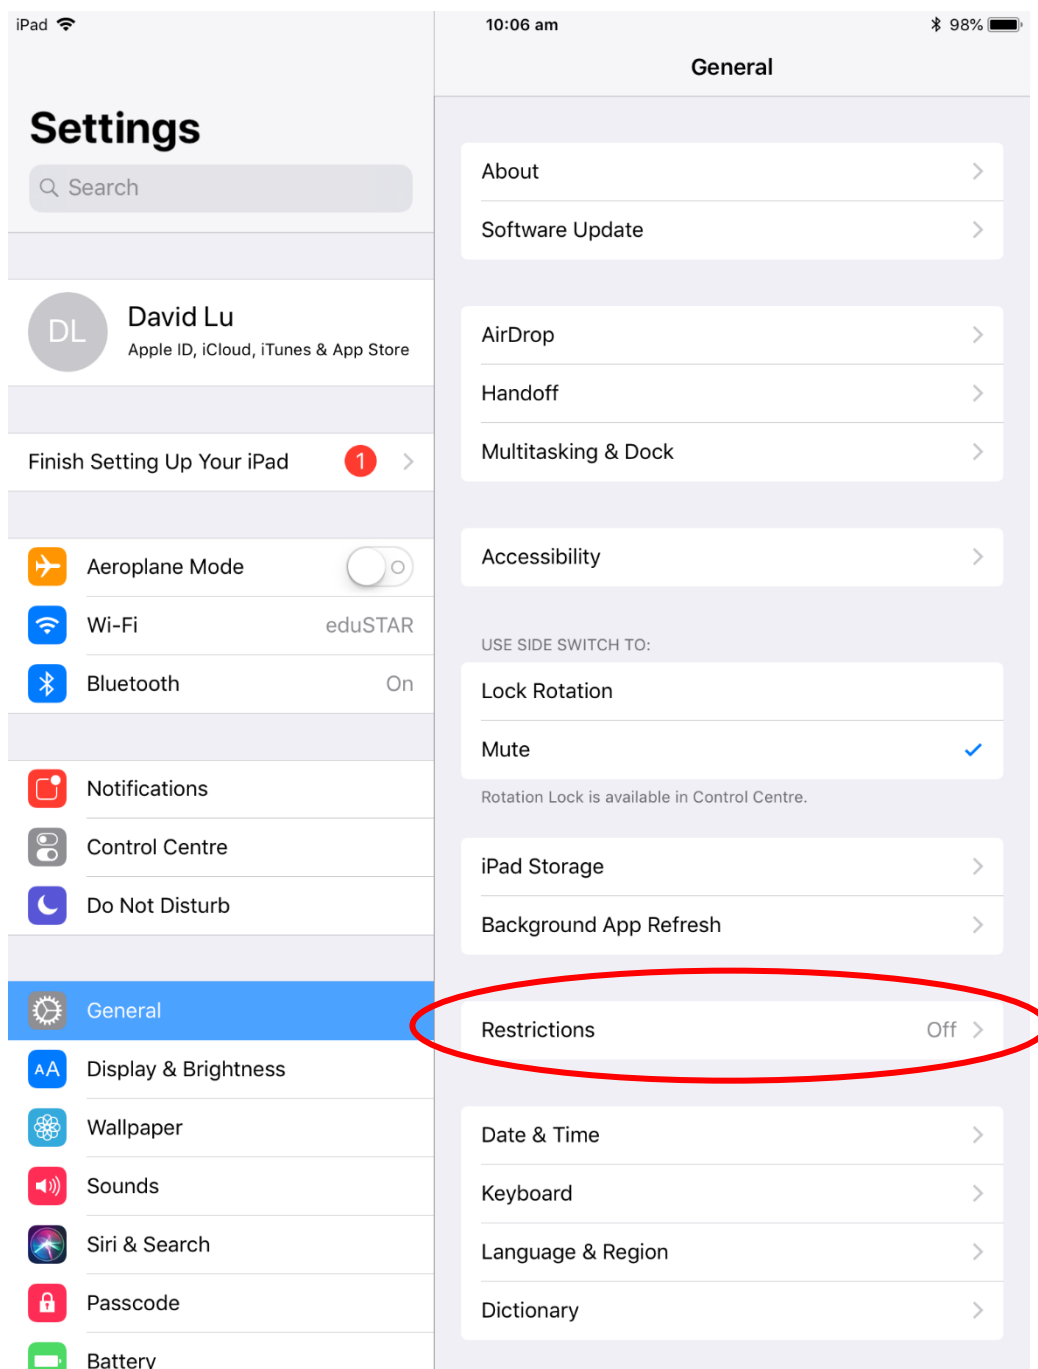 iPad
10:06 am
98%
General
Settings
Search
DL
David Lu
Apple ID, iCloud, iTunes & App Store
Finish Setting Up Your iPad 1
Aeroplane Mode
Wi-Fi eduSTAR
Bluetooth On
Notifications
Control Centre
Do Not Disturb
General
AA Display & Brightness
Wallpaper
Sounds
Siri & Search
Passcode
Battery
About
Software Update
AirDrop
Handoff
Multitasking & Dock
Accessibility
USE SIDE SWITCH TO:
Lock Rotation
Mute
Rotation Lock is available in Control Centre.
iPad Storage
Background App Refresh
Restrictions Off
Date & Time
Keyboard
Language & Region
Dictionary